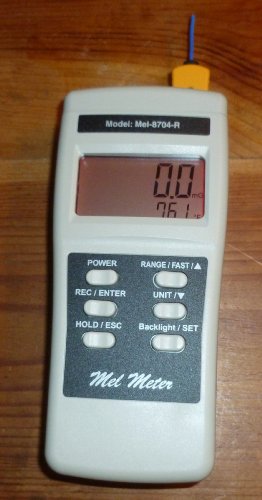 Model: Mel-8704-R
0.0 mG
76.1 °F
POWER RANGE / FAST / ▲
REC / ENTER UNIT / ▼
HOLD / ESC Backlight / SET
Mel Meter